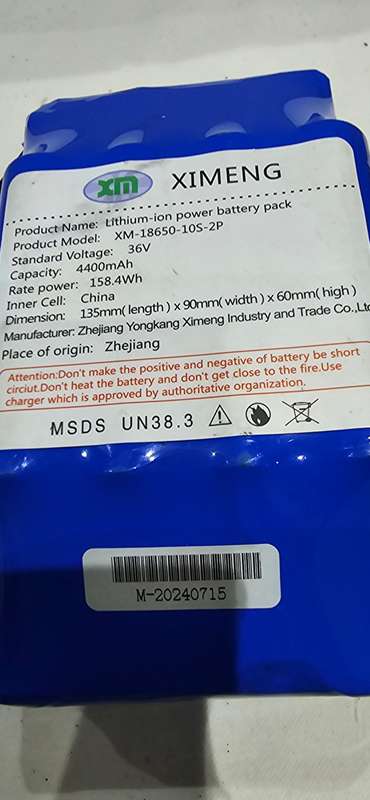 xm XIMENG
Product Name: Lithium-ion power battery pack
Product Model: XM-18650-10S-2P
Standard Voltage: 36V
Capacity: 4400mAh
Rate power: 158.4Wh
Inner Cell: China
Dimension: 135mm( length ) x 90mm( width ) x 60mm( high )
Manufacturer: Zhejiang Yongkang Ximeng Industry and Trade Co.,Ltd
Place of origin: Zhejiang
Attention:Don't make the positive and negative of battery be short
circiut.Don't heat the battery and don't get close to the fire.Use
charger which is approved by authoritative organization.
MSDS UN38.3
M-20240715